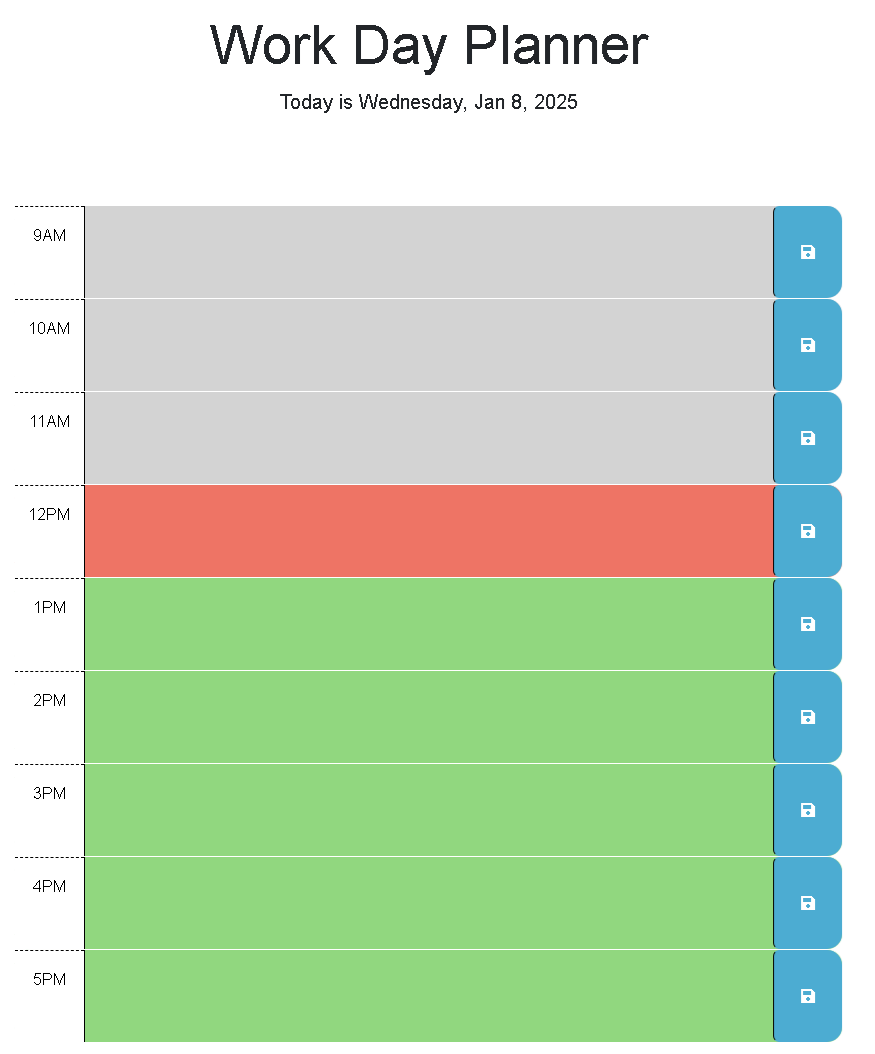 Work Day Planner
Today is Wednesday, Jan 8, 2025
9AM
10AM
11AM
12PM
1PM
2PM
3PM
4PM
5PM